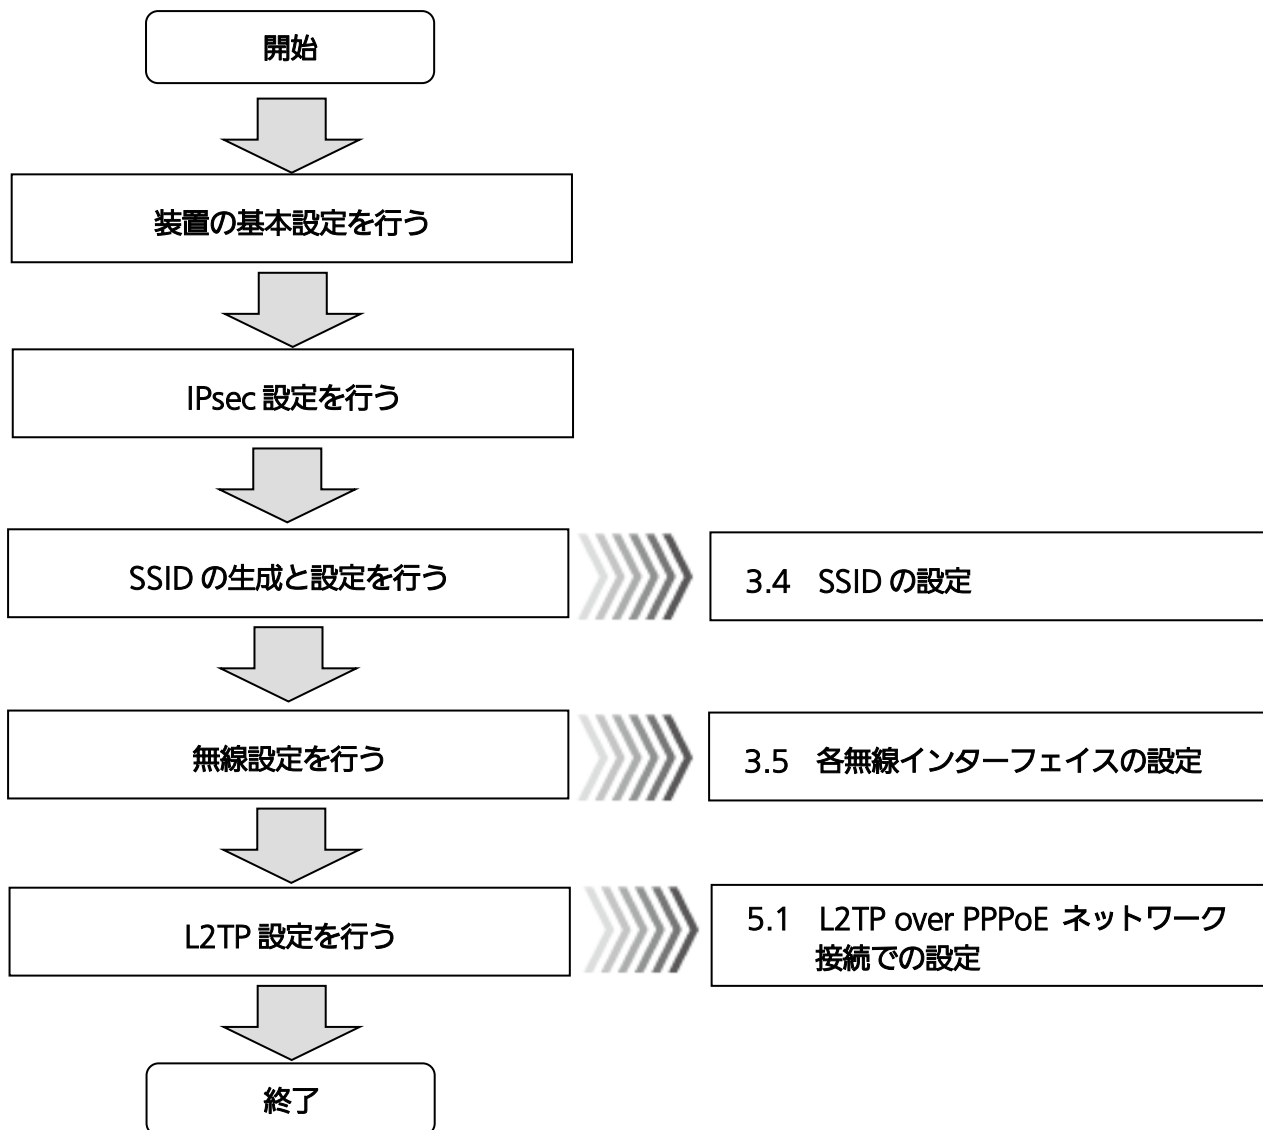 開始
装置の基本設定を行う
IPsec 設定を行う
SSID の生成と設定を行う
3.4 SSID の設定
無線設定を行う
3.5 各無線インターフェイスの設定
L2TP 設定を行う
5.1 L2TP over PPPoE ネットワーク
接続での設定
終了